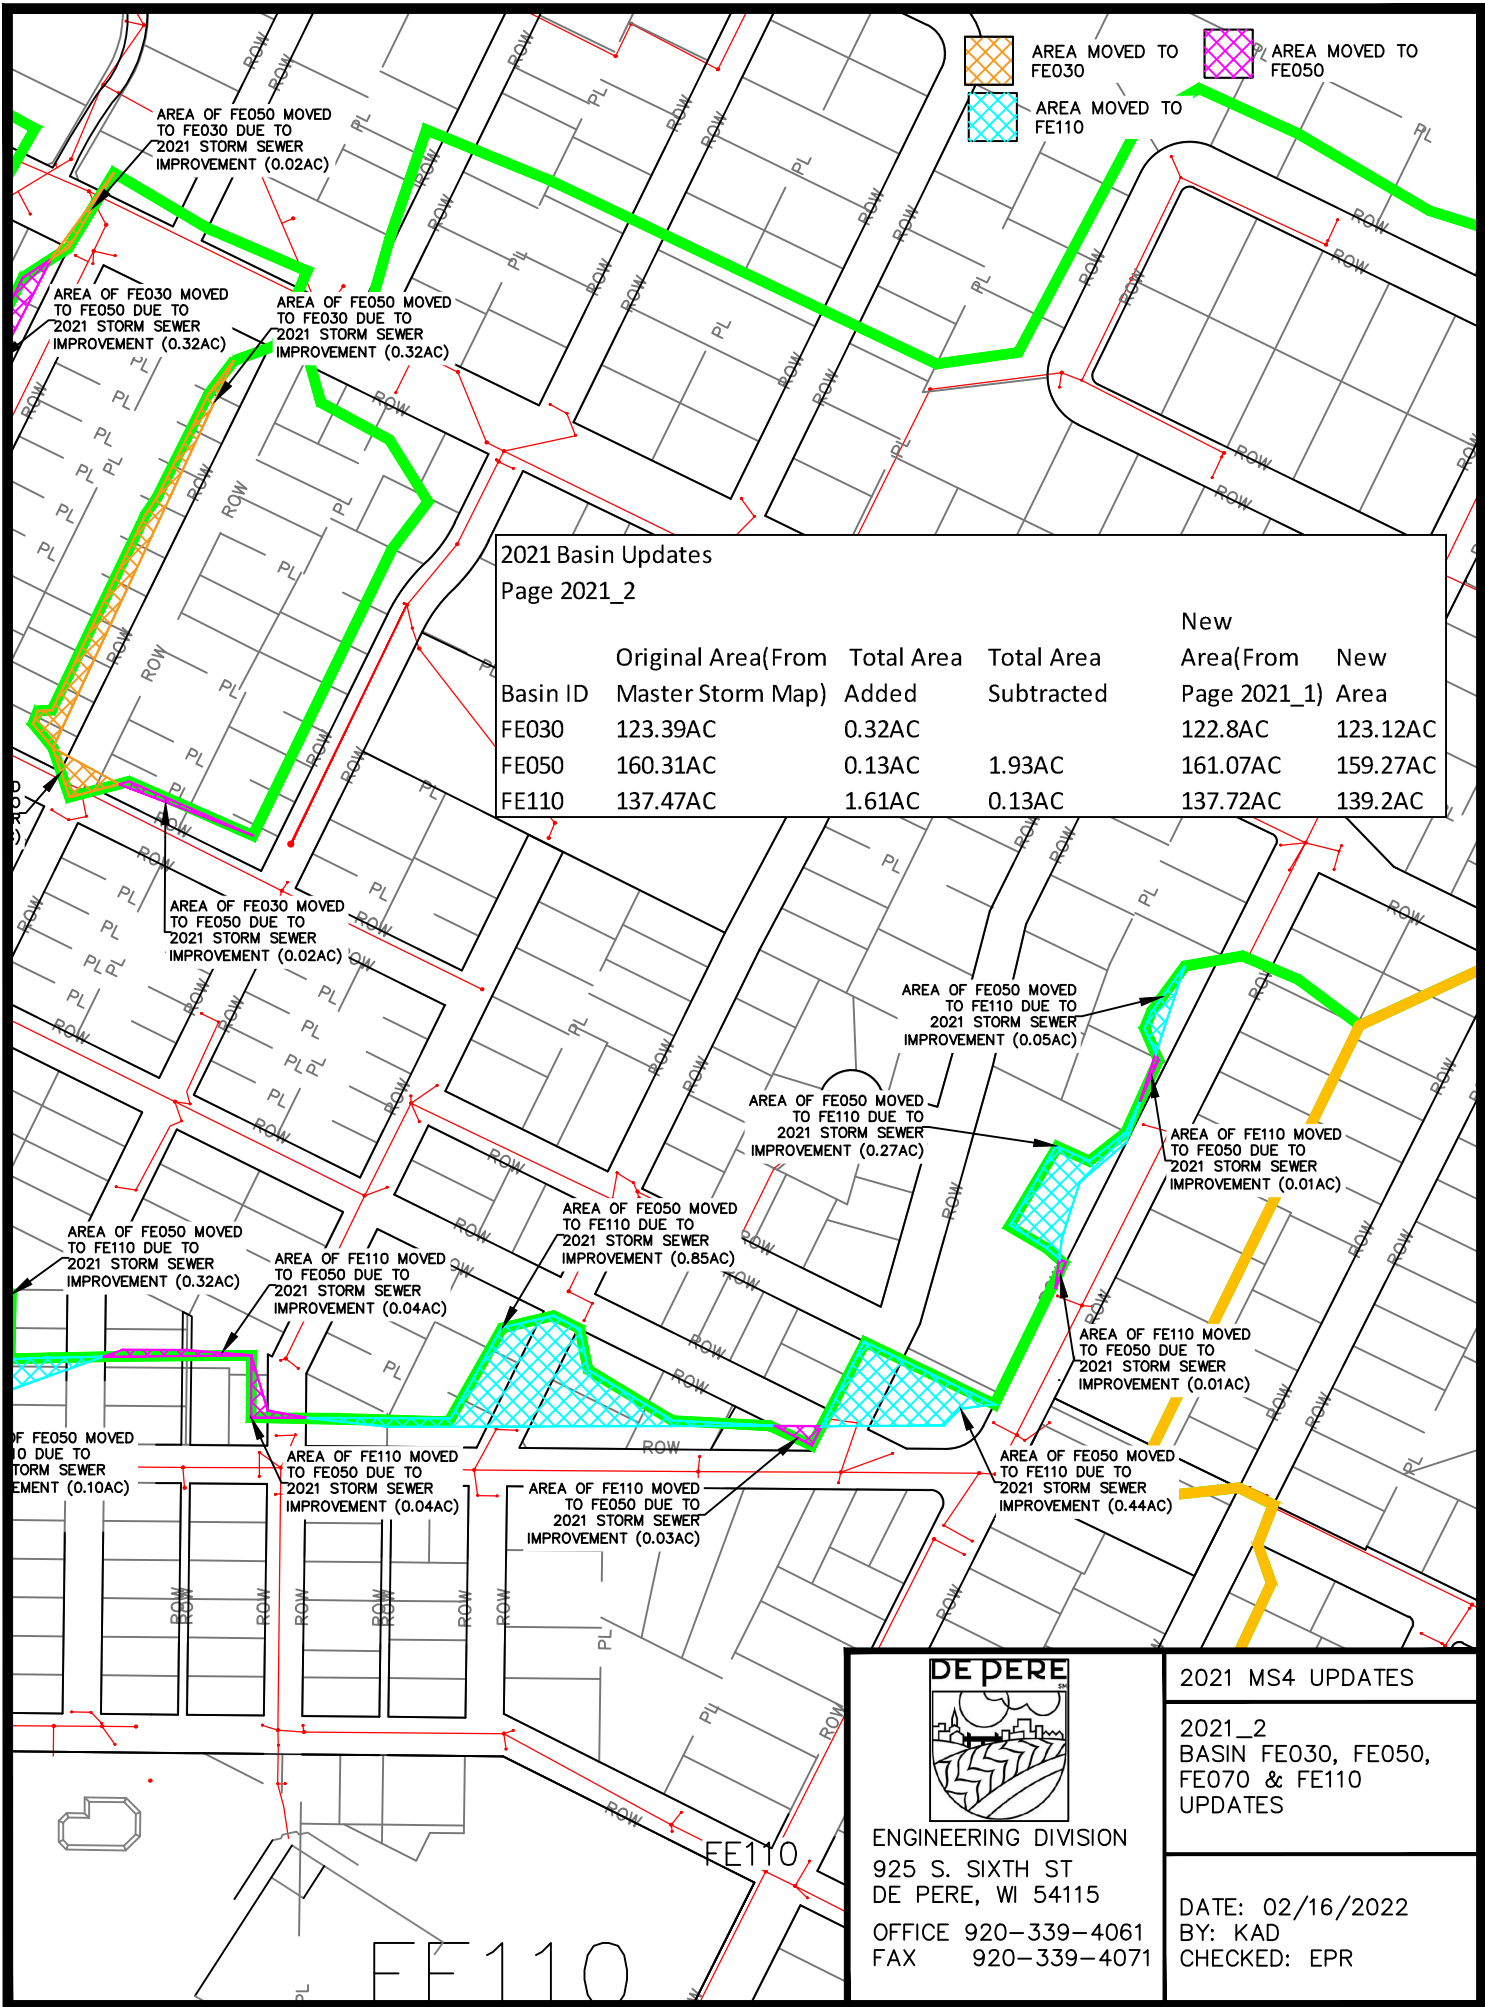 AREA MOVED TO
FE030
AREA MOVED TO
FE050
AREA MOVED TO
FE110
AREA OF FE050 MOVED
TO FE030 DUE TO
2021 STORM SEWER
IMPROVEMENT (0.02AC)
AREA OF FE030 MOVED
TO FE050 DUE TO
2021 STORM SEWER
IMPROVEMENT (0.32AC)
AREA OF FE050 MOVED
TO FE030 DUE TO
2021 STORM SEWER
IMPROVEMENT (0.32AC)
2021 Basin Updates
Page 2021_2
New
Original Area(From Total Area Total Area Area(From New
Basin ID Master Storm Map) Added Subtracted Page 2021_1) Area
FE030 123.39AC 0.32AC 122.8AC 123.12AC
FE050 160.31AC 0.13AC 1.93AC 161.07AC 159.27AC
FE110 137.47AC 1.61AC 0.13AC 137.72AC 139.2AC
AREA OF FE030 MOVED
TO FE050 DUE TO
2021 STORM SEWER
IMPROVEMENT (0.02AC)
AREA OF FE050 MOVED
TO FE110 DUE TO
2021 STORM SEWER
IMPROVEMENT (0.05AC)
AREA OF FE050 MOVED
TO FE110 DUE TO
2021 STORM SEWER
IMPROVEMENT (0.27AC)
AREA OF FE110 MOVED
TO FE050 DUE TO
2021 STORM SEWER
IMPROVEMENT (0.01AC)
AREA OF FE050 MOVED
TO FE110 DUE TO
2021 STORM SEWER
IMPROVEMENT (0.85AC)
AREA OF FE050 MOVED
TO FE110 DUE TO
2021 STORM SEWER
IMPROVEMENT (0.32AC)
AREA OF FE110 MOVED
TO FE050 DUE TO
2021 STORM SEWER
IMPROVEMENT (0.04AC)
AREA OF FE110 MOVED
TO FE050 DUE TO
2021 STORM SEWER
IMPROVEMENT (0.01AC)
OF FE050 MOVED
10 DUE TO
TORM SEWER
EMENT (0.10AC)
AREA OF FE110 MOVED
TO FE050 DUE TO
2021 STORM SEWER
IMPROVEMENT (0.04AC)
AREA OF FE110 MOVED
TO FE050 DUE TO
2021 STORM SEWER
IMPROVEMENT (0.03AC)
AREA OF FE050 MOVED
TO FE110 DUE TO
2021 STORM SEWER
IMPROVEMENT (0.44AC)
ROW
PL
FE110
FE110
DE PERE
SM
ENGINEERING DIVISION
925 S. SIXTH ST
DE PERE, WI 54115
OFFICE 920-339-4061
FAX 920-339-4071
2021 MS4 UPDATES
2021_2
BASIN FE030, FE050,
FE070 & FE110
UPDATES
DATE: 02/16/2022
BY: KAD
CHECKED: EPR